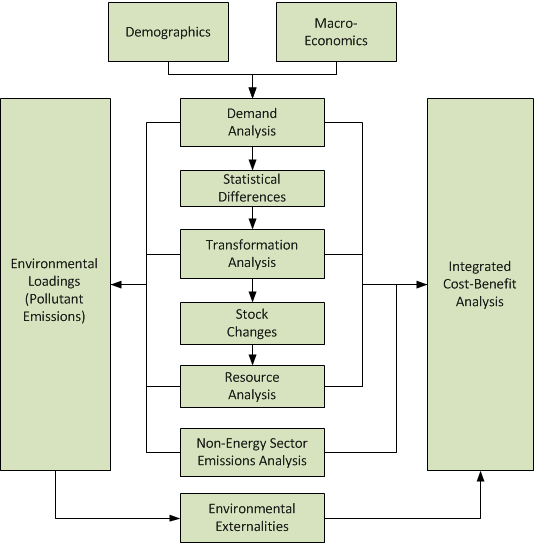 Demographics
Macro-
Economics
Demand
Analysis
Statistical
Differences
Transformation
Analysis
Stock
Changes
Resource
Analysis
Non-Energy Sector
Emissions Analysis
Environmental
Externalities
Environmental
Loadings
(Pollutant
Emissions)
Integrated
Cost-Benefit
Analysis